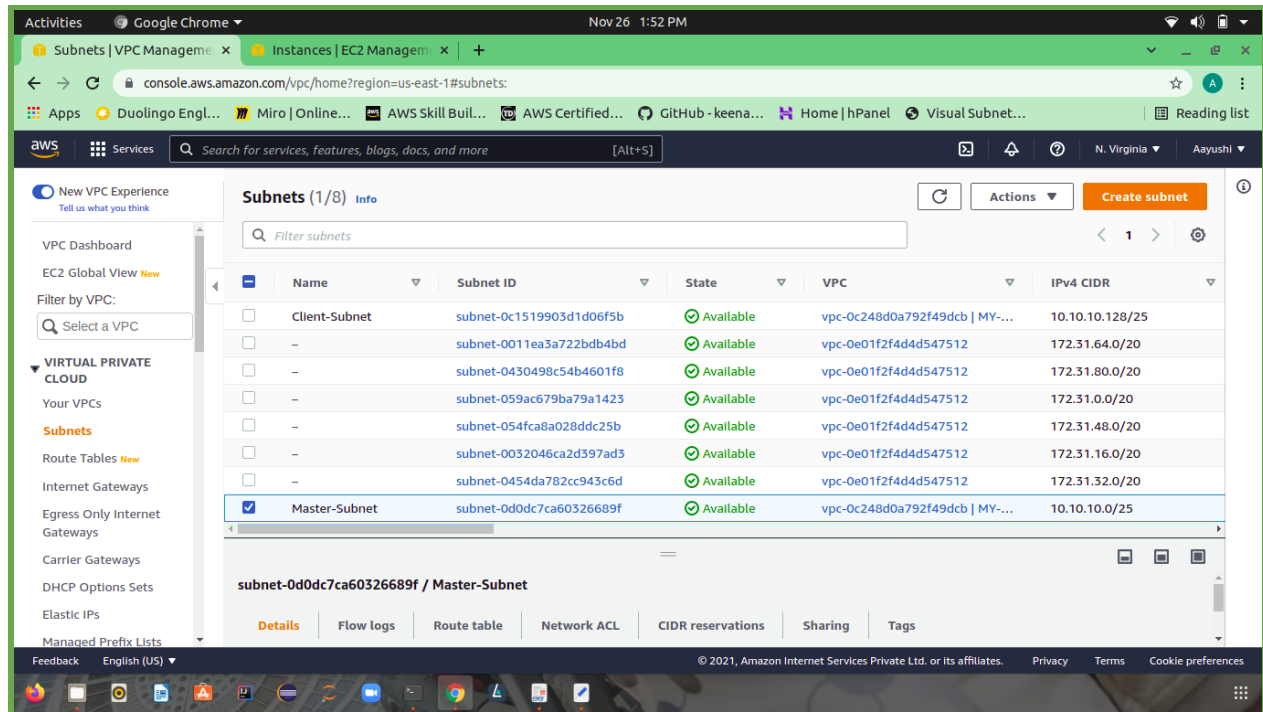 Activities Google Chrome Nov 26 1:52 PM
Subnets | VPC Manageme Instances | EC2 Managem
console.aws.amazon.com/vpc/home?region=us-east-1#subnets: A
Apps Duolingo Engl... Miro | Online... AWS Skill Buil... AWS Certified... GitHub - keena... Home | hPanel Visual Subnet... Reading list
aws Services Search for services, features, blogs, docs, and more [Alt+S] N. Virginia Aayushi
New VPC Experience
Tell us what you think
VPC Dashboard
EC2 Global View New
Filter by VPC:
Select a VPC
VIRTUAL PRIVATE
CLOUD
Your VPCs
Subnets
Route Tables New
Internet Gateways
Egress Only Internet
Gateways
Carrier Gateways
DHCP Options Sets
Elastic IPs
Managed Prefix Lists
Subnets (1/8) Info Actions Create subnet
Filter subnets 1
Name Subnet ID State VPC IPv4 CIDR
Client-Subnet subnet-0c1519903d1d06f5b Available vpc-0c248d0a792f49dcb | MY-... 10.10.10.128/25
– subnet-0011ea3a722bdb4bd Available vpc-0e01f2f4d4d547512 172.31.64.0/20
– subnet-0430498c54b4601f8 Available vpc-0e01f2f4d4d547512 172.31.80.0/20
– subnet-059ac679ba79a1423 Available vpc-0e01f2f4d4d547512 172.31.0.0/20
– subnet-054fca8a028ddc25b Available vpc-0e01f2f4d4d547512 172.31.48.0/20
– subnet-0032046ca2d397ad3 Available vpc-0e01f2f4d4d547512 172.31.16.0/20
– subnet-0454da782cc943c6d Available vpc-0e01f2f4d4d547512 172.31.32.0/20
Master-Subnet subnet-0d0dc7ca60326689f Available vpc-0c248d0a792f49dcb | MY-... 10.10.10.0/25
subnet-0d0dc7ca60326689f / Master-Subnet
Details Flow logs Route table Network ACL CIDR reservations Sharing Tags
Feedback English (US) © 2021, Amazon Internet Services Private Ltd. or its affiliates. Privacy Terms Cookie preferences